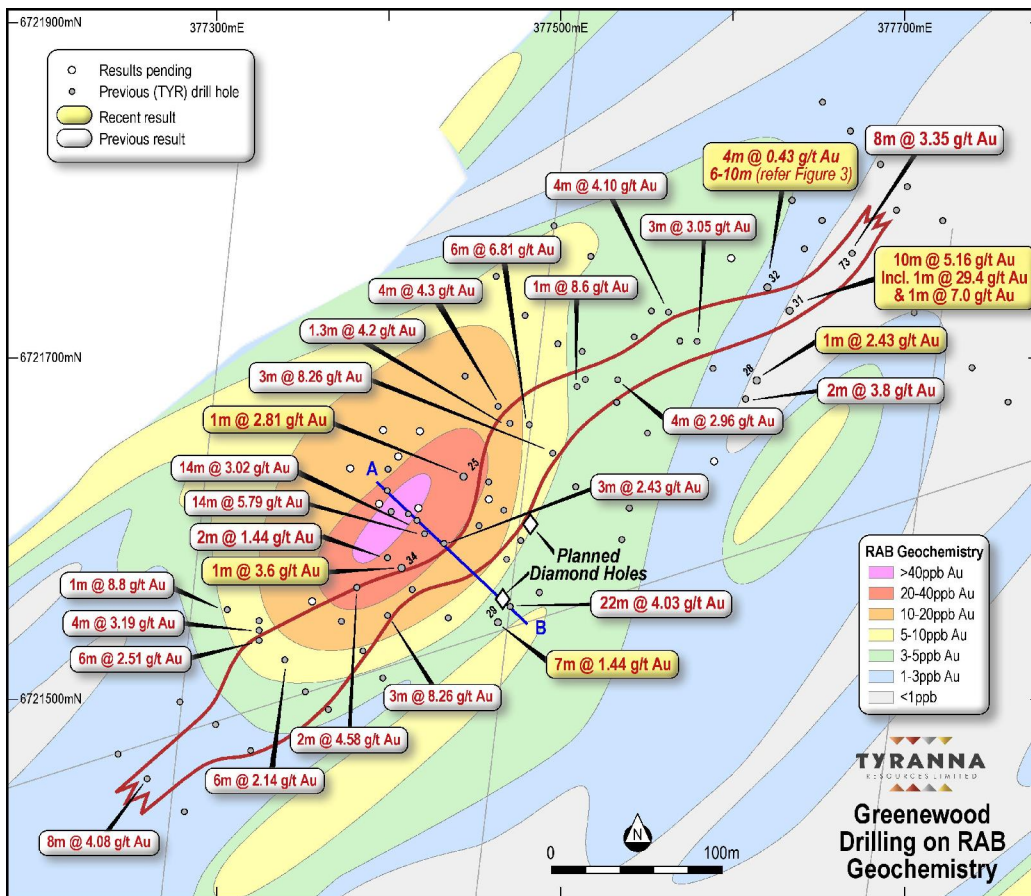 6721900mN
377300mE
377500mE
377700mE
Results pending
Previous (TYR) drill hole
Recent result
Previous result
8m @ 3.35 g/t Au
4m @ 0.43 g/t Au
6-10m (refer Figure 3)
4m @ 4.10 g/t Au
3m @ 3.05 g/t Au
6m @ 6.81 g/t Au
10m @ 5.16 g/t Au
Incl. 1m @ 29.4 g/t Au
& 1m @ 7.0 g/t Au
4m @ 4.3 g/t Au
1m @ 8.6 g/t Au
73
32
31
1.3m @ 4.2 g/t Au
1m @ 2.43 g/t Au
6721700mN
3m @ 8.26 g/t Au
28
2m @ 3.8 g/t Au
1m @ 2.81 g/t Au
4m @ 2.96 g/t Au
25
A
14m @ 3.02 g/t Au
3m @ 2.43 g/t Au
14m @ 5.79 g/t Au
2m @ 1.44 g/t Au
34
Planned
Diamond Holes
1m @ 3.6 g/t Au
1m @ 8.8 g/t Au
4m @ 3.19 g/t Au
22m @ 4.03 g/t Au
29
B
6m @ 2.51 g/t Au
7m @ 1.44 g/t Au
3m @ 8.26 g/t Au
6721500mN
2m @ 4.58 g/t Au
6m @ 2.14 g/t Au
8m @ 4.08 g/t Au
RAB Geochemistry
>40ppb Au
20-40ppb Au
10-20ppb Au
5-10ppb Au
3-5ppb Au
1-3ppb Au
<1ppb
TYRANNA
RESOURCES LIMITED
Greenewood
Drilling on RAB
Geochemistry
N
0
100m